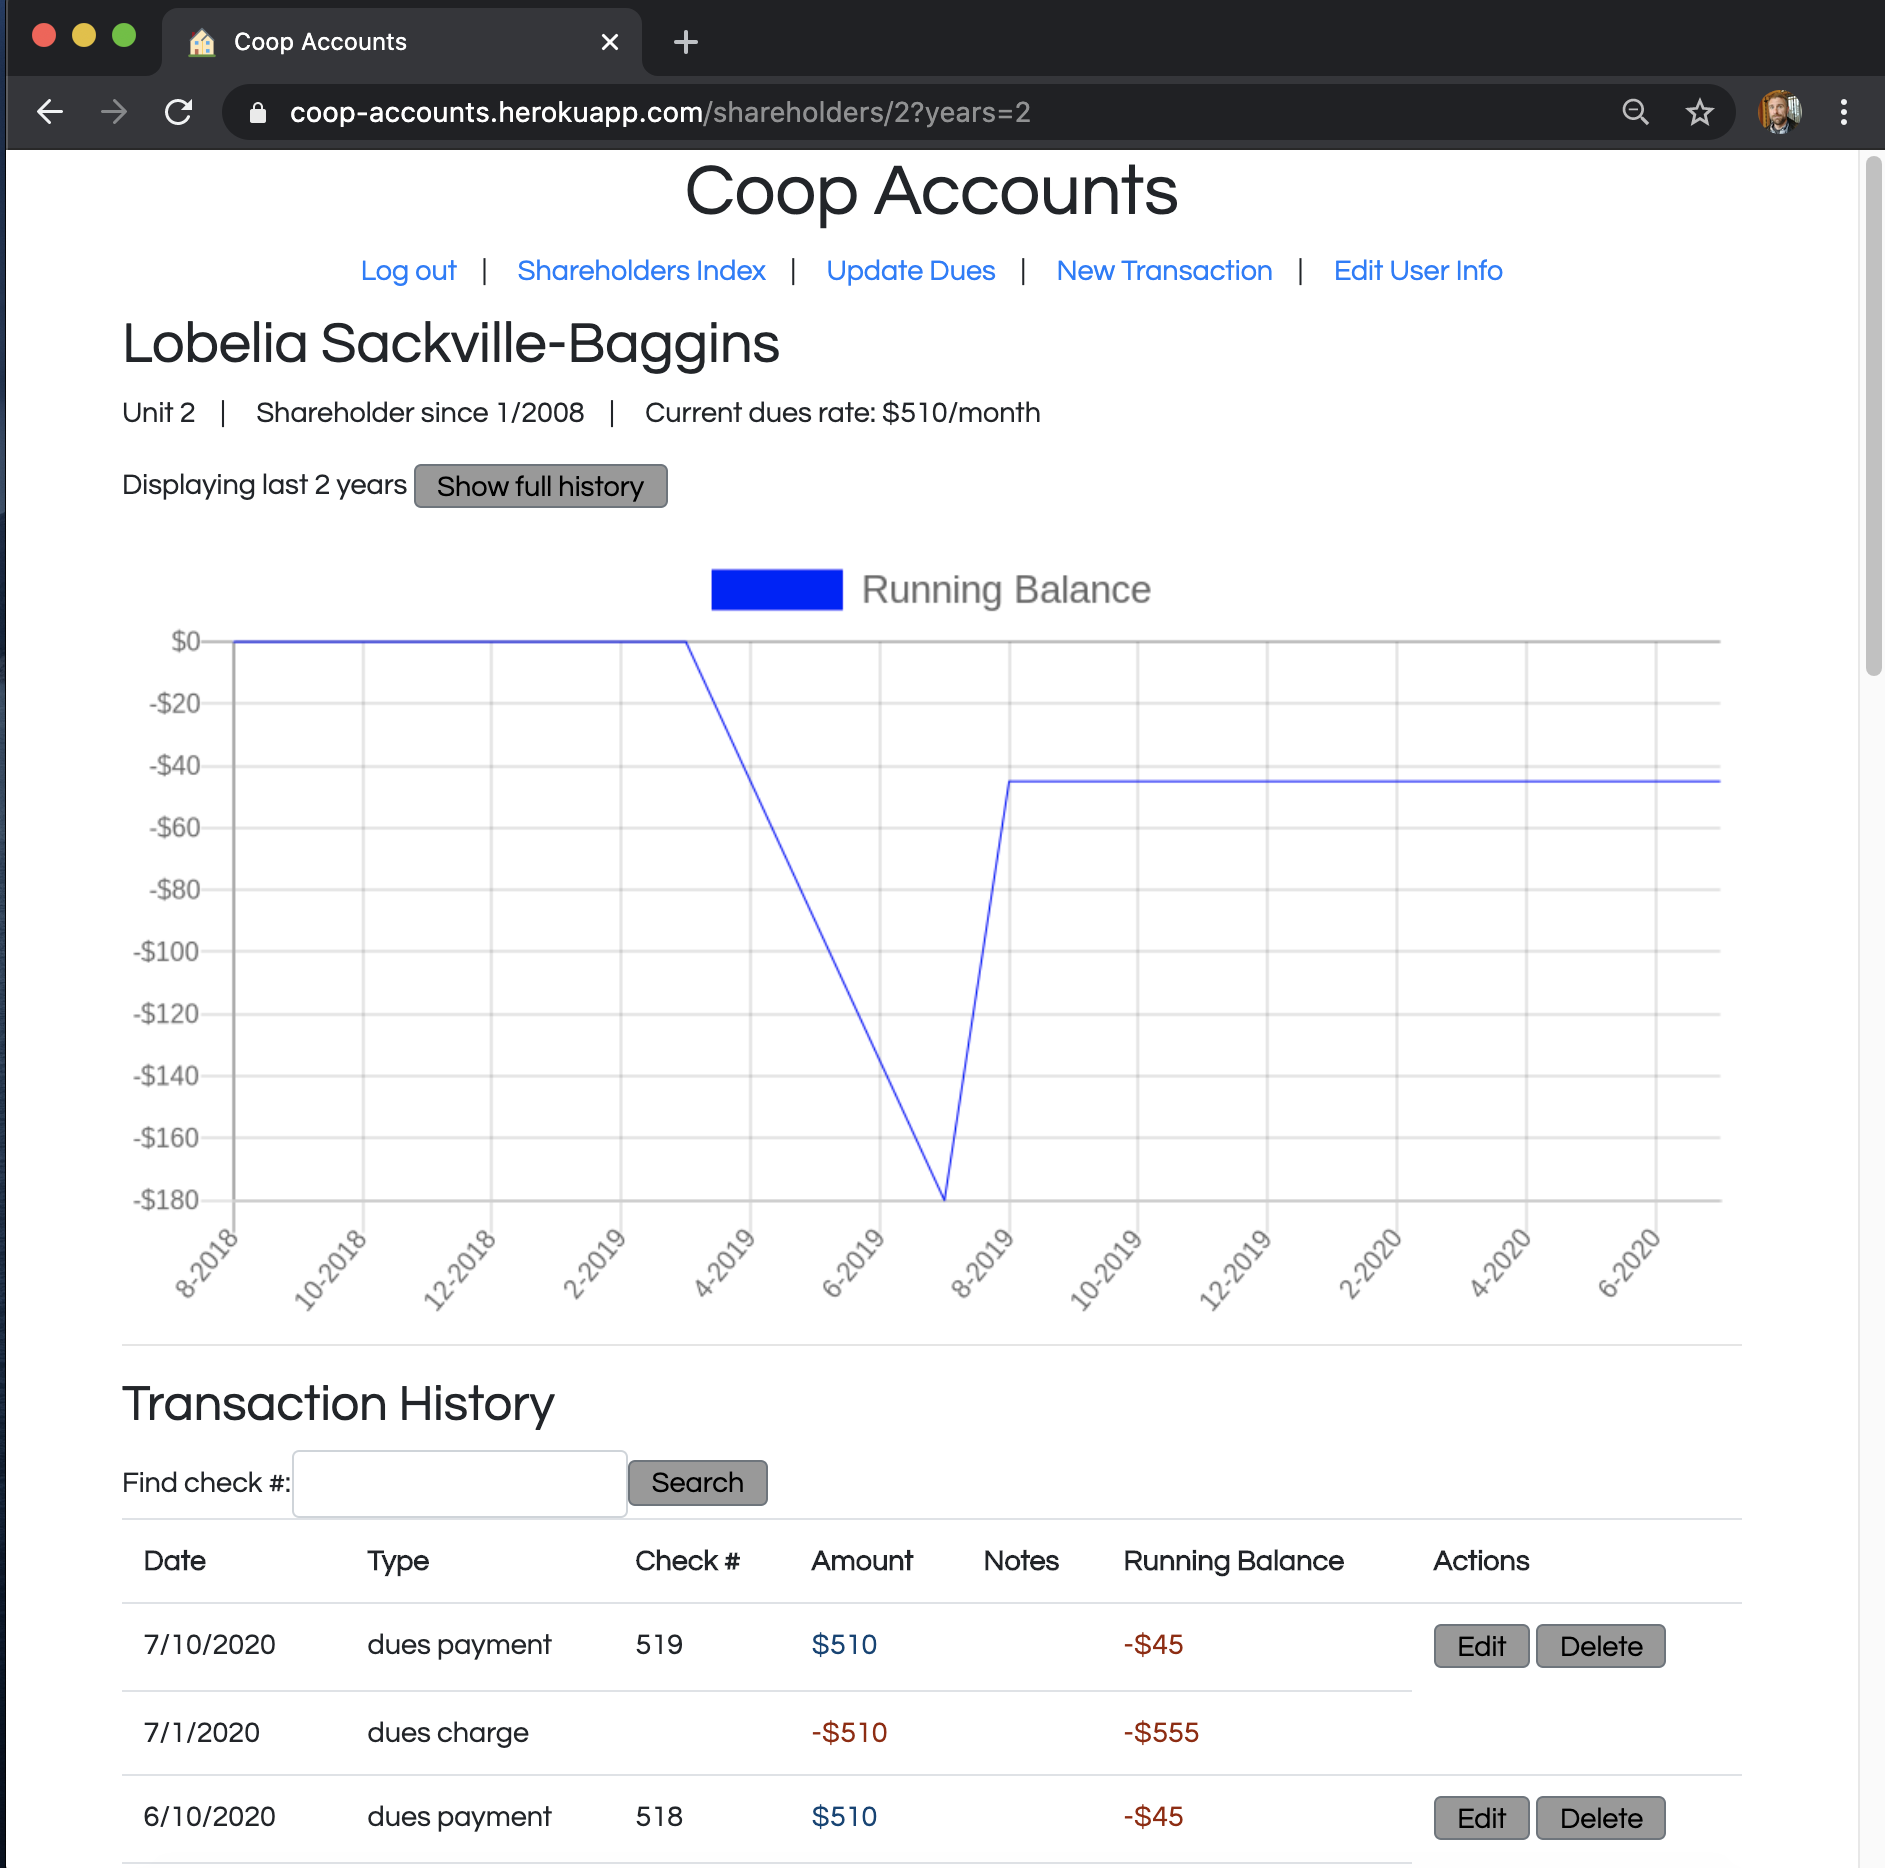 Coop Accounts
coop-accounts.herokuapp.com/shareholders/2?years=2
Coop Accounts
Log out | Shareholders Index | Update Dues | New Transaction | Edit User Info
Lobelia Sackville-Baggins
Unit 2 | Shareholder since 1/2008 | Current dues rate: $510/month
Displaying last 2 years Show full history
Running Balance
$0
-$20
-$40
-$60
-$80
-$100
-$120
-$140
-$160
-$180
8-2018 10-2018 12-2018 2-2019 4-2019 6-2019 8-2019 10-2019 12-2019 2-2020 4-2020 6-2020
Transaction History
Find check #: Search
Date Type Check # Amount Notes Running Balance Actions
7/10/2020 dues payment 519 $510 -$45 Edit Delete
7/1/2020 dues charge -$510 -$555
6/10/2020 dues payment 518 $510 -$45 Edit Delete